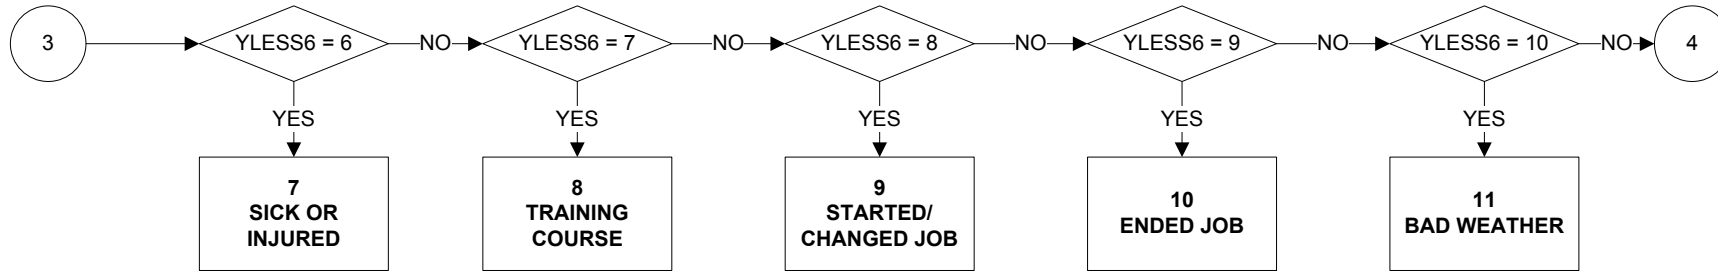 3
YLESS6 = 6
NO
YLESS6 = 7
NO
YLESS6 = 8
NO
YLESS6 = 9
NO
YLESS6 = 10
NO
4
YES
YES
YES
YES
YES
7
SICK OR
INJURED
8
TRAINING
COURSE
9
STARTED/
CHANGED JOB
10
ENDED JOB
11
BAD WEATHER